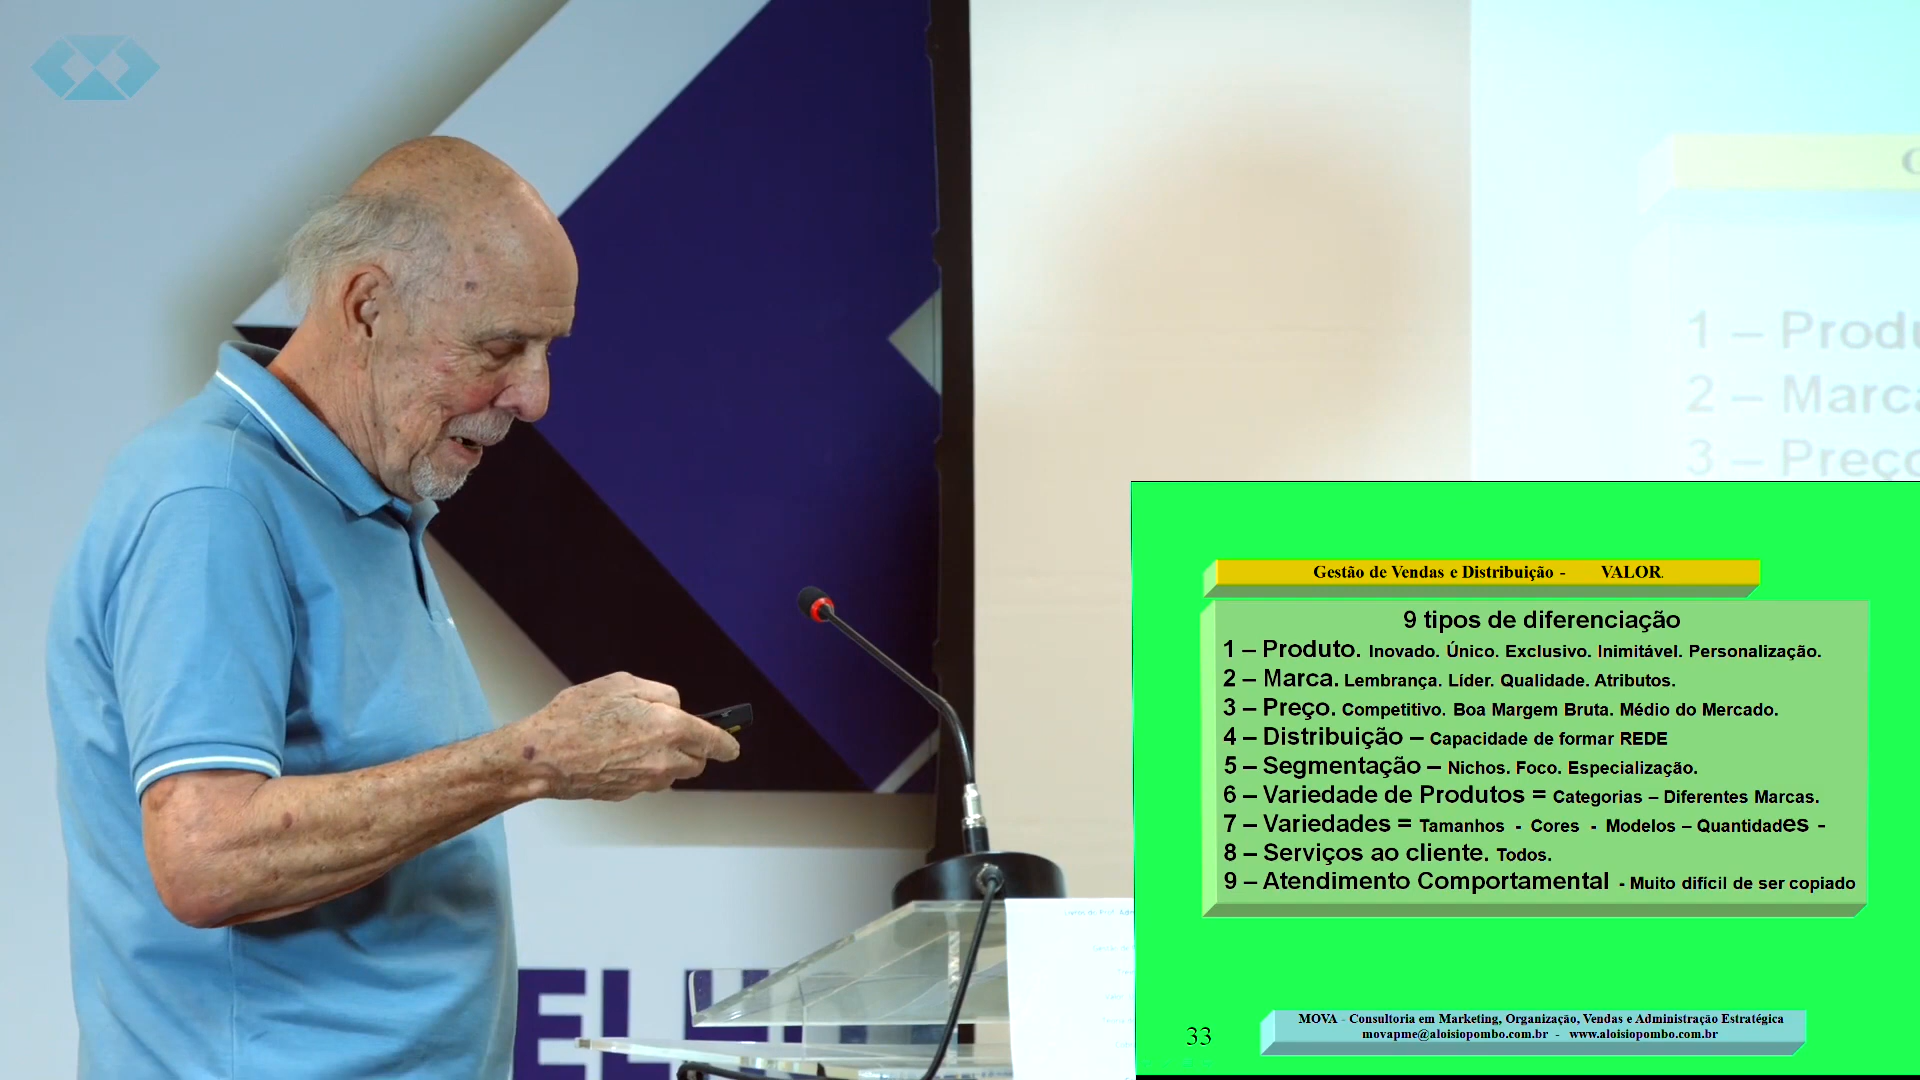 1 – Produ
2 – Marca
3 – Preço
Gestão de Vendas e Distribuição - VALOR.
9 tipos de diferenciação
1 – Produto. Inovado. Único. Exclusivo. Inimitável. Personalização.
2 – Marca. Lembrança. Líder. Qualidade. Atributos.
3 – Preço. Competitivo. Boa Margem Bruta. Médio do Mercado.
4 – Distribuição – Capacidade de formar REDE
5 – Segmentação – Nichos. Foco. Especialização.
6 – Variedade de Produtos = Categorias – Diferentes Marcas.
7 – Variedades = Tamanhos - Cores - Modelos – Quantidades -
8 – Serviços ao cliente. Todos.
9 – Atendimento Comportamental - Muito difícil de ser copiado
33
MOVA - Consultoria em Marketing, Organização, Vendas e Administração Estratégica
movapme@aloisiopombo.com.br - www.aloisiopombo.com.br